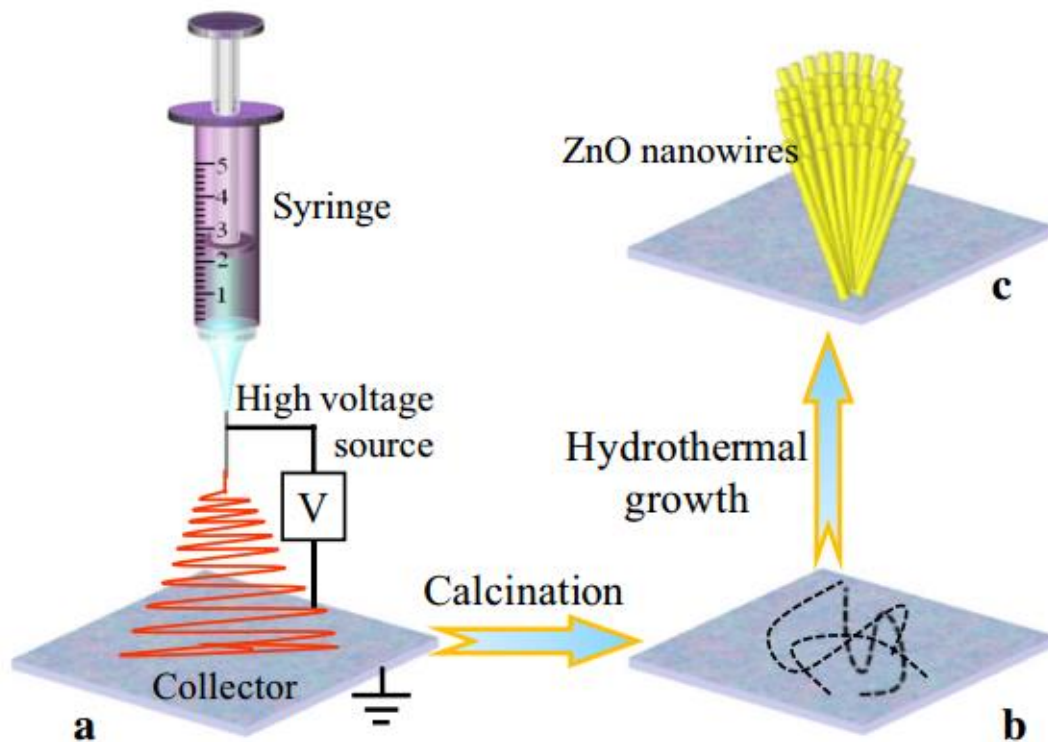 5
4
3
2
1
Syringe
High voltage
source
V
Collector
a
Calcination
b
Hydrothermal
growth
ZnO nanowires
c